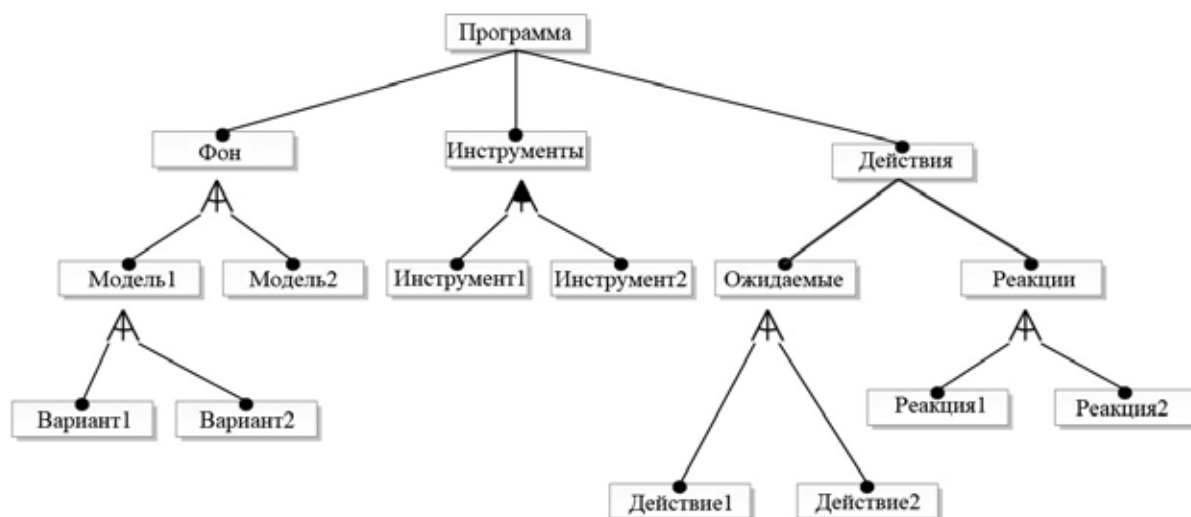 Программа
Фон
Инструменты
Действия
Модель1
Модель2
Инструмент1
Инструмент2
Ожидаемые
Реакции
Вариант1
Вариант2
Реакция1
Реакция2
Действие1
Действие2